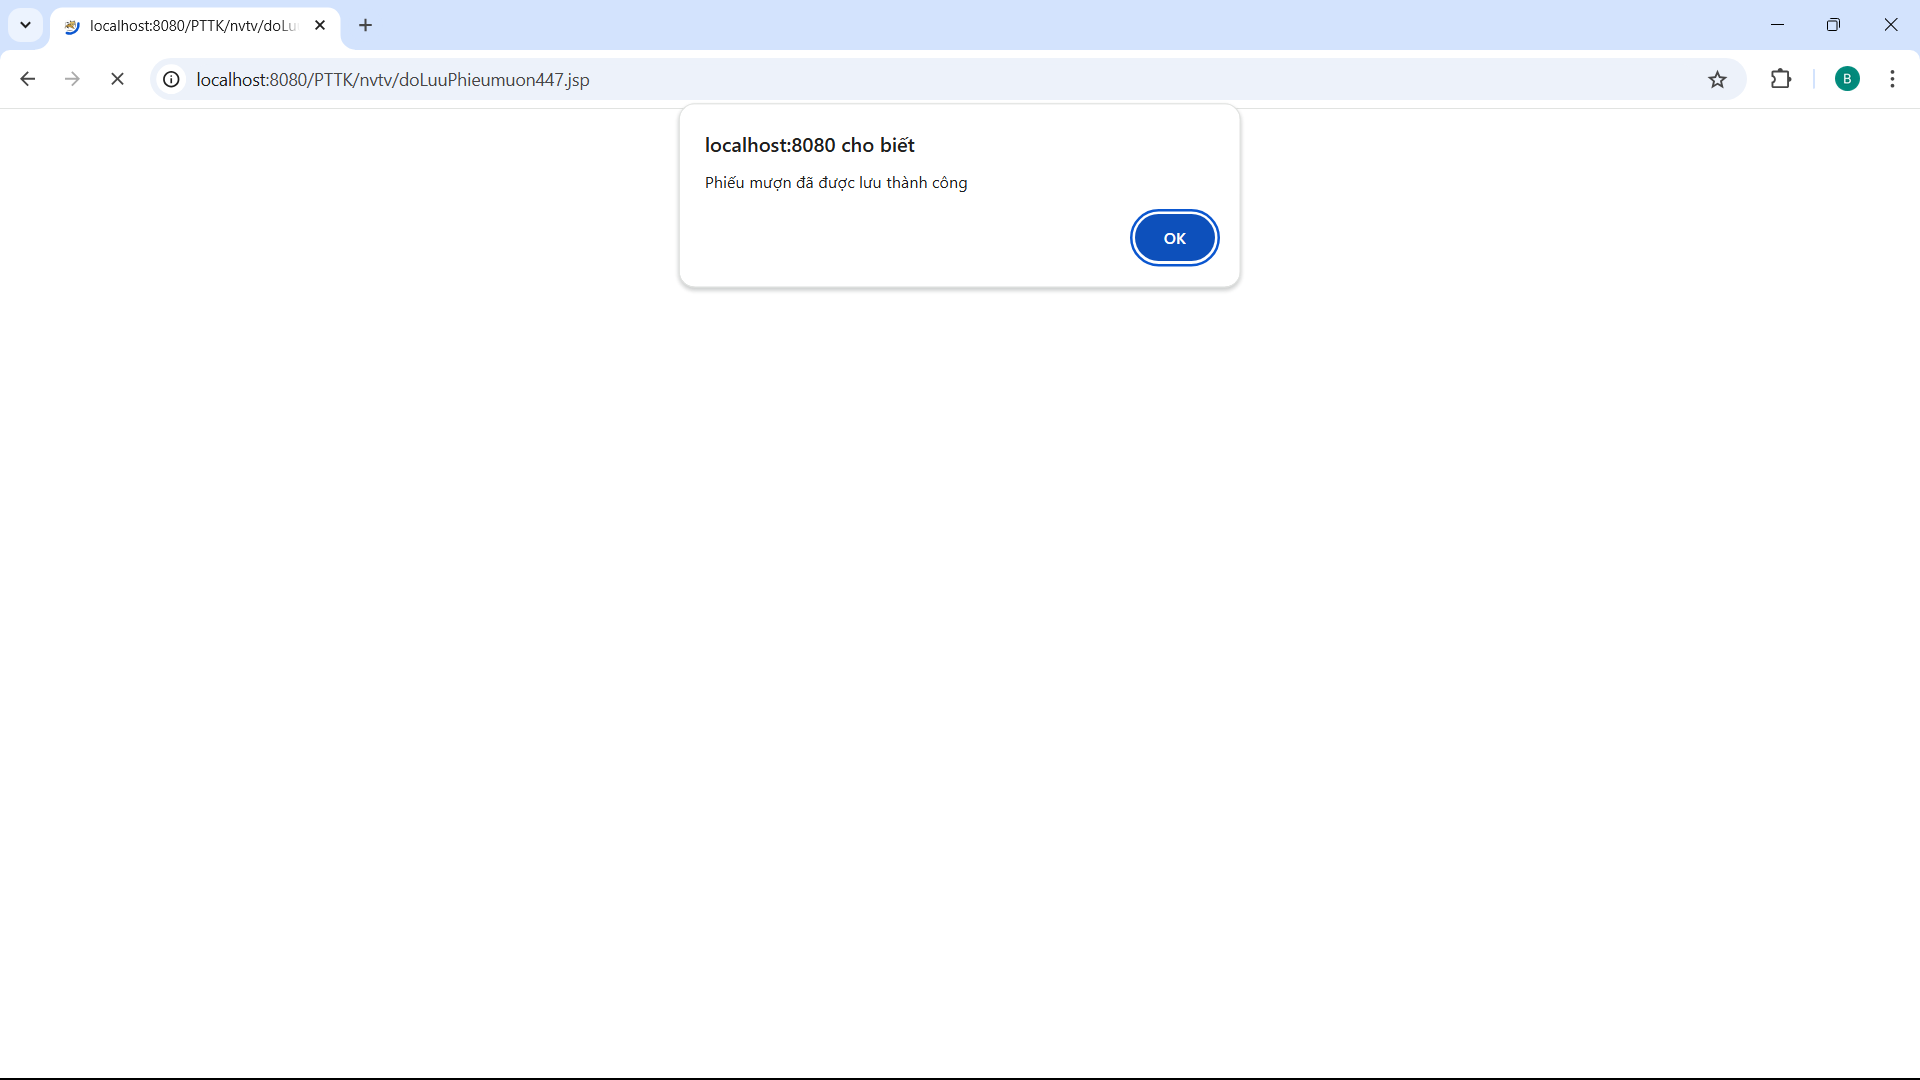 localhost:8080/PTTK/nvtv/doLu
localhost:8080/PTTK/nvtv/doLuuPhieumuon447.jsp
B
localhost:8080 cho biết
Phiếu mượn đã được lưu thành công
OK